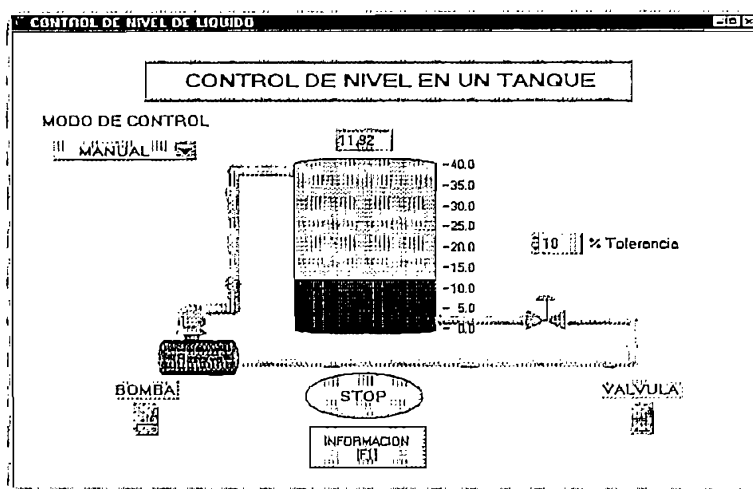 CONTROL DE NIVEL DE LIQUIDO
CONTROL DE NIVEL EN UN TANQUE
MODO DE CONTROL
MANUAL
11.92
40.0
35.0
30.0
25.0
20.0
15.0
10.0
5.0
0.0
10 % Tolerancia
BOMBA
STOP
VALVULA
INFORMACION
[F1]